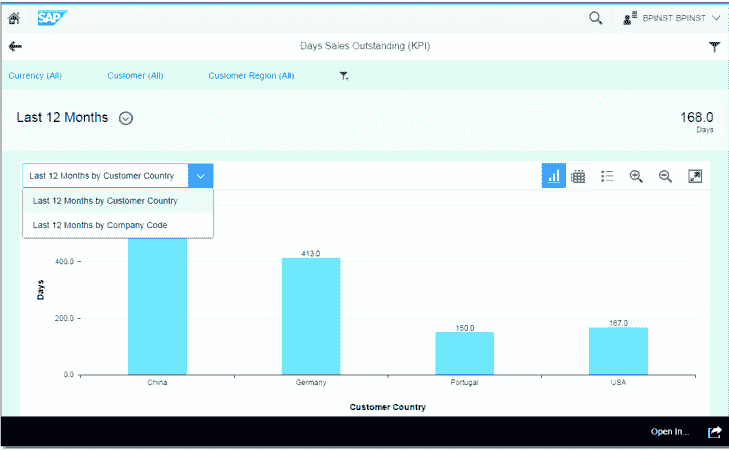 SAP
BPINST BPINST
Days Sales Outstanding (KPI)
Currency (All) Customer (All) Customer Region (All)
Last 12 Months
168.0
Days
Last 12 Months by Customer Country
Last 12 Months by Customer Country
Last 12 Months by Company Code
Days
400.0
200.0
0.0
413.0
150.0
167.0
China Germany Portugal USA
Customer Country
Open In...